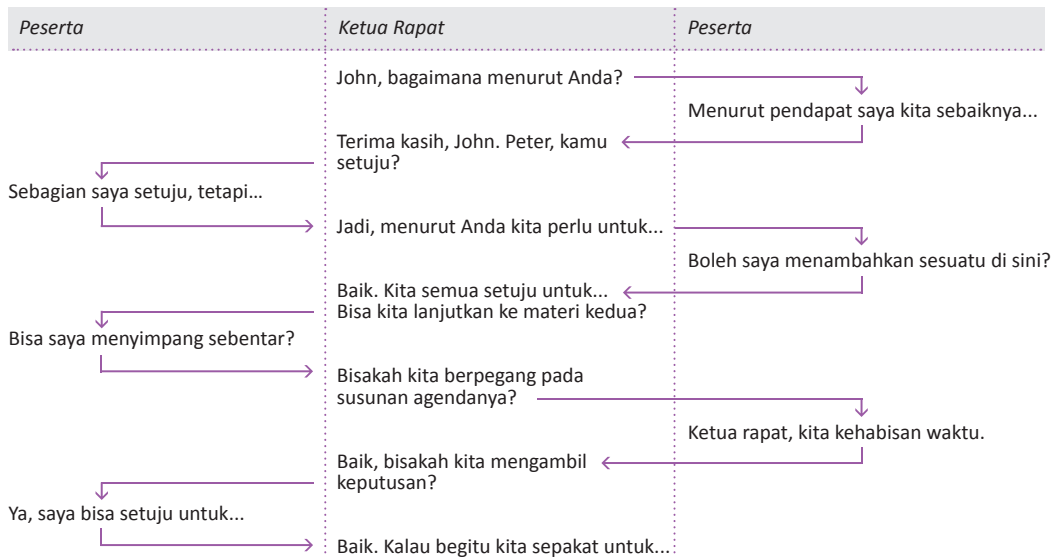 Peserta
Ketua Rapat
Peserta
John, bagaimana menurut Anda?
Menurut pendapat saya kita sebaiknya...
Terima kasih, John. Peter, kamu
setuju?
Sebagian saya setuju, tetapi...
Jadi, menurut Anda kita perlu untuk...
Boleh saya menambahkan sesuatu di sini?
Baik. Kita semua setuju untuk...
Bisa kita lanjutkan ke materi kedua?
Bisa saya menyimpang sebentar?
Bisakah kita berpegang pada
susunan agendanya?
Ketua rapat, kita kehabisan waktu.
Baik, bisakah kita mengambil
keputusan?
Ya, saya bisa setuju untuk...
Baik. Kalau begitu kita sepakat untuk...